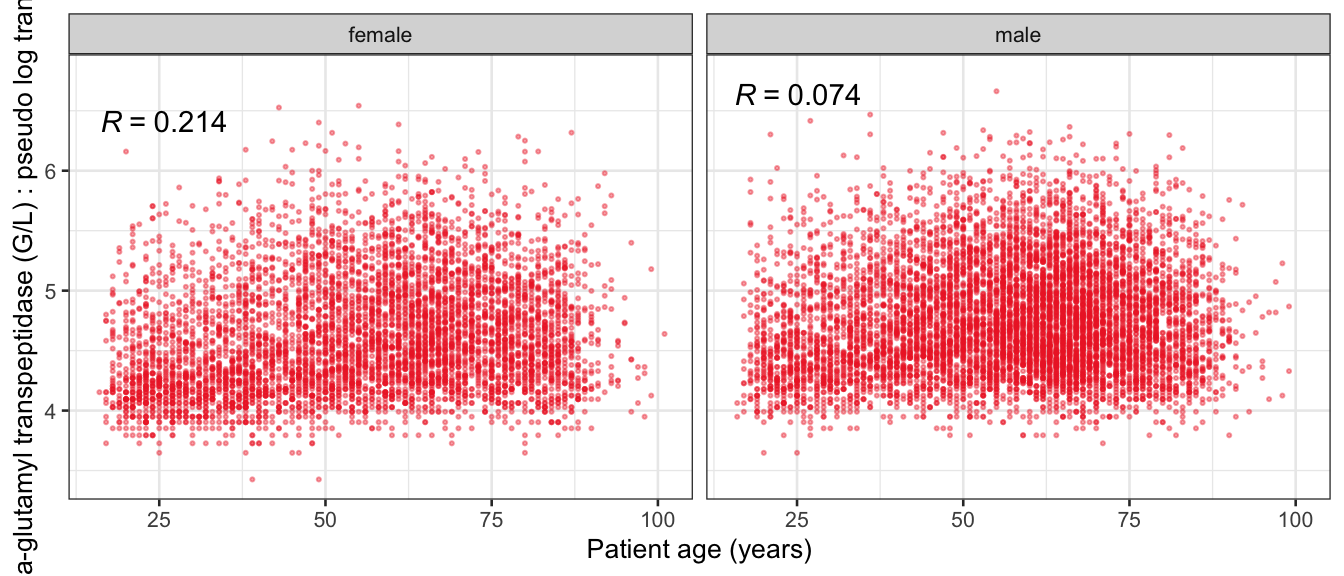 female
male
R = 0.214
R = 0.074
a-glutamyl transpeptidase (G/L) : pseudo log tran
6
5
4
25 50 75 100
25 50 75 100
Patient age (years)